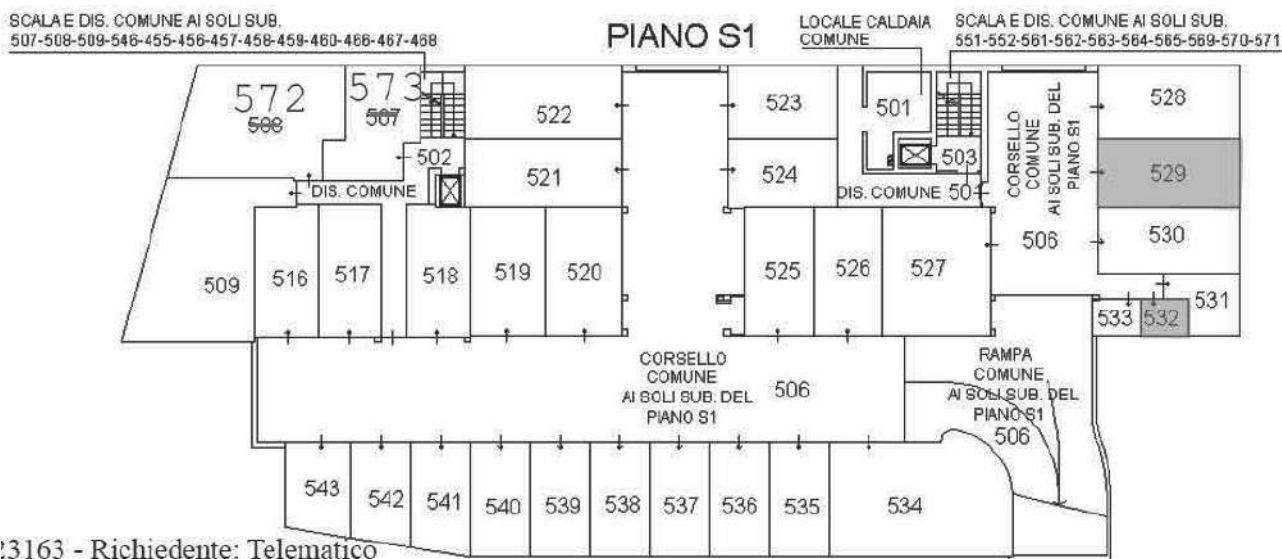 SCALA E DIS. COMUNE AI SOLI SUB.
507-508-509-546-455-456-457-458-459-460-466-467-468
PIANO S1
LOCALE CALDAIA
COMUNE
SCALA E DIS. COMUNE AI SOLI SUB.
551-552-561-562-563-564-565-569-570-571
572
508
573
507
502
522
523
501
503
528
521
524
529
DIS. COMUNE
DIS. COMUNE
504
CORSELLO
COMUNE
AI SOLI SUB. DEL
PIANO S1
506
530
509
516
517
518
519
520
525
526
527
531
533
532
CORSELLO
COMUNE
AI SOLI SUB. DEL
PIANO S1
506
RAMPA
COMUNE
AI SOLI SUB. DEL
PIANO S1
506
543
542
541
540
539
538
537
536
535
534
23163 - Richiedente: Telematico